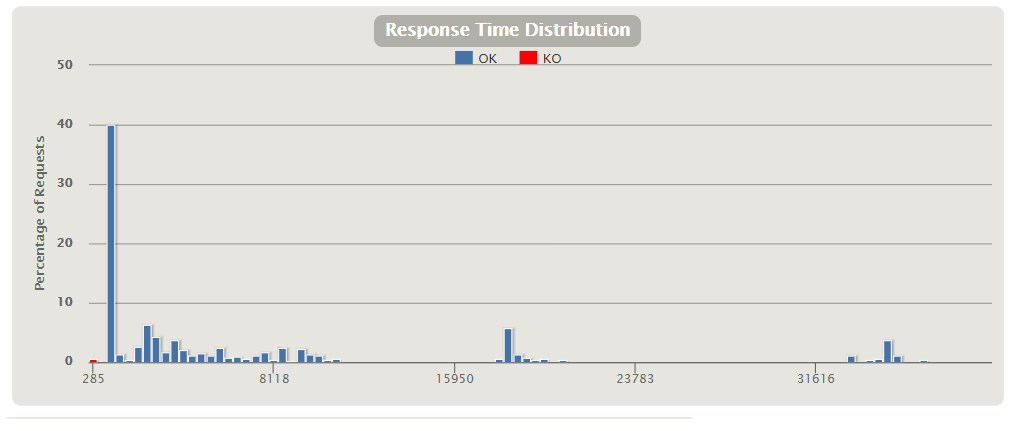 Response Time Distribution
OK KO
50
40
30
20
10
0
Percentage of Requests
285 8118 15950 23783 31616